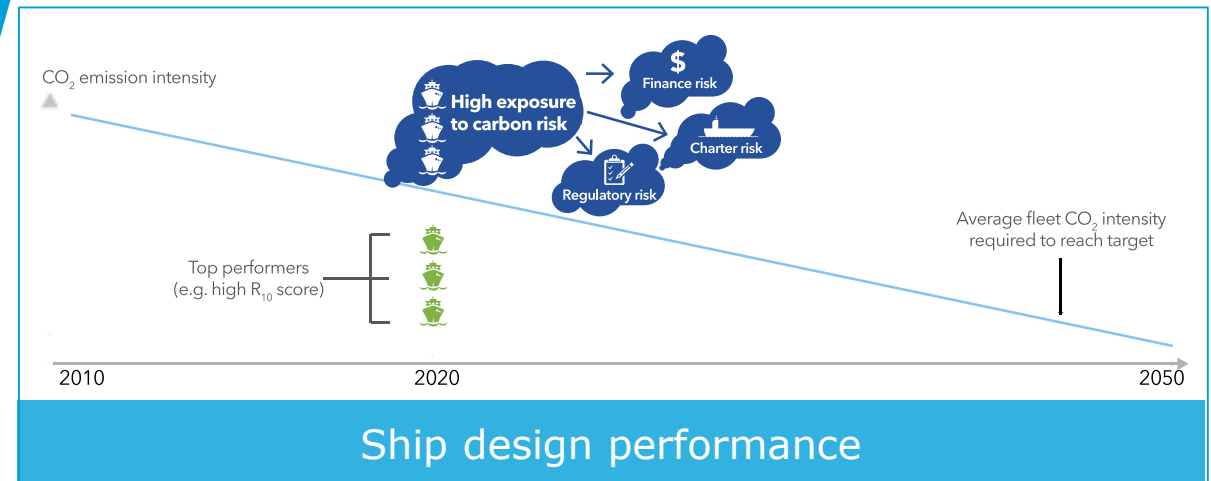 CO₂ emission intensity
High exposure
to carbon risk
$
Finance risk
Charter risk
Regulatory risk
Average fleet CO₂ intensity
required to reach target
Top performers
(e.g. high R₁₀ score)
2010
2020
2050
Ship design performance